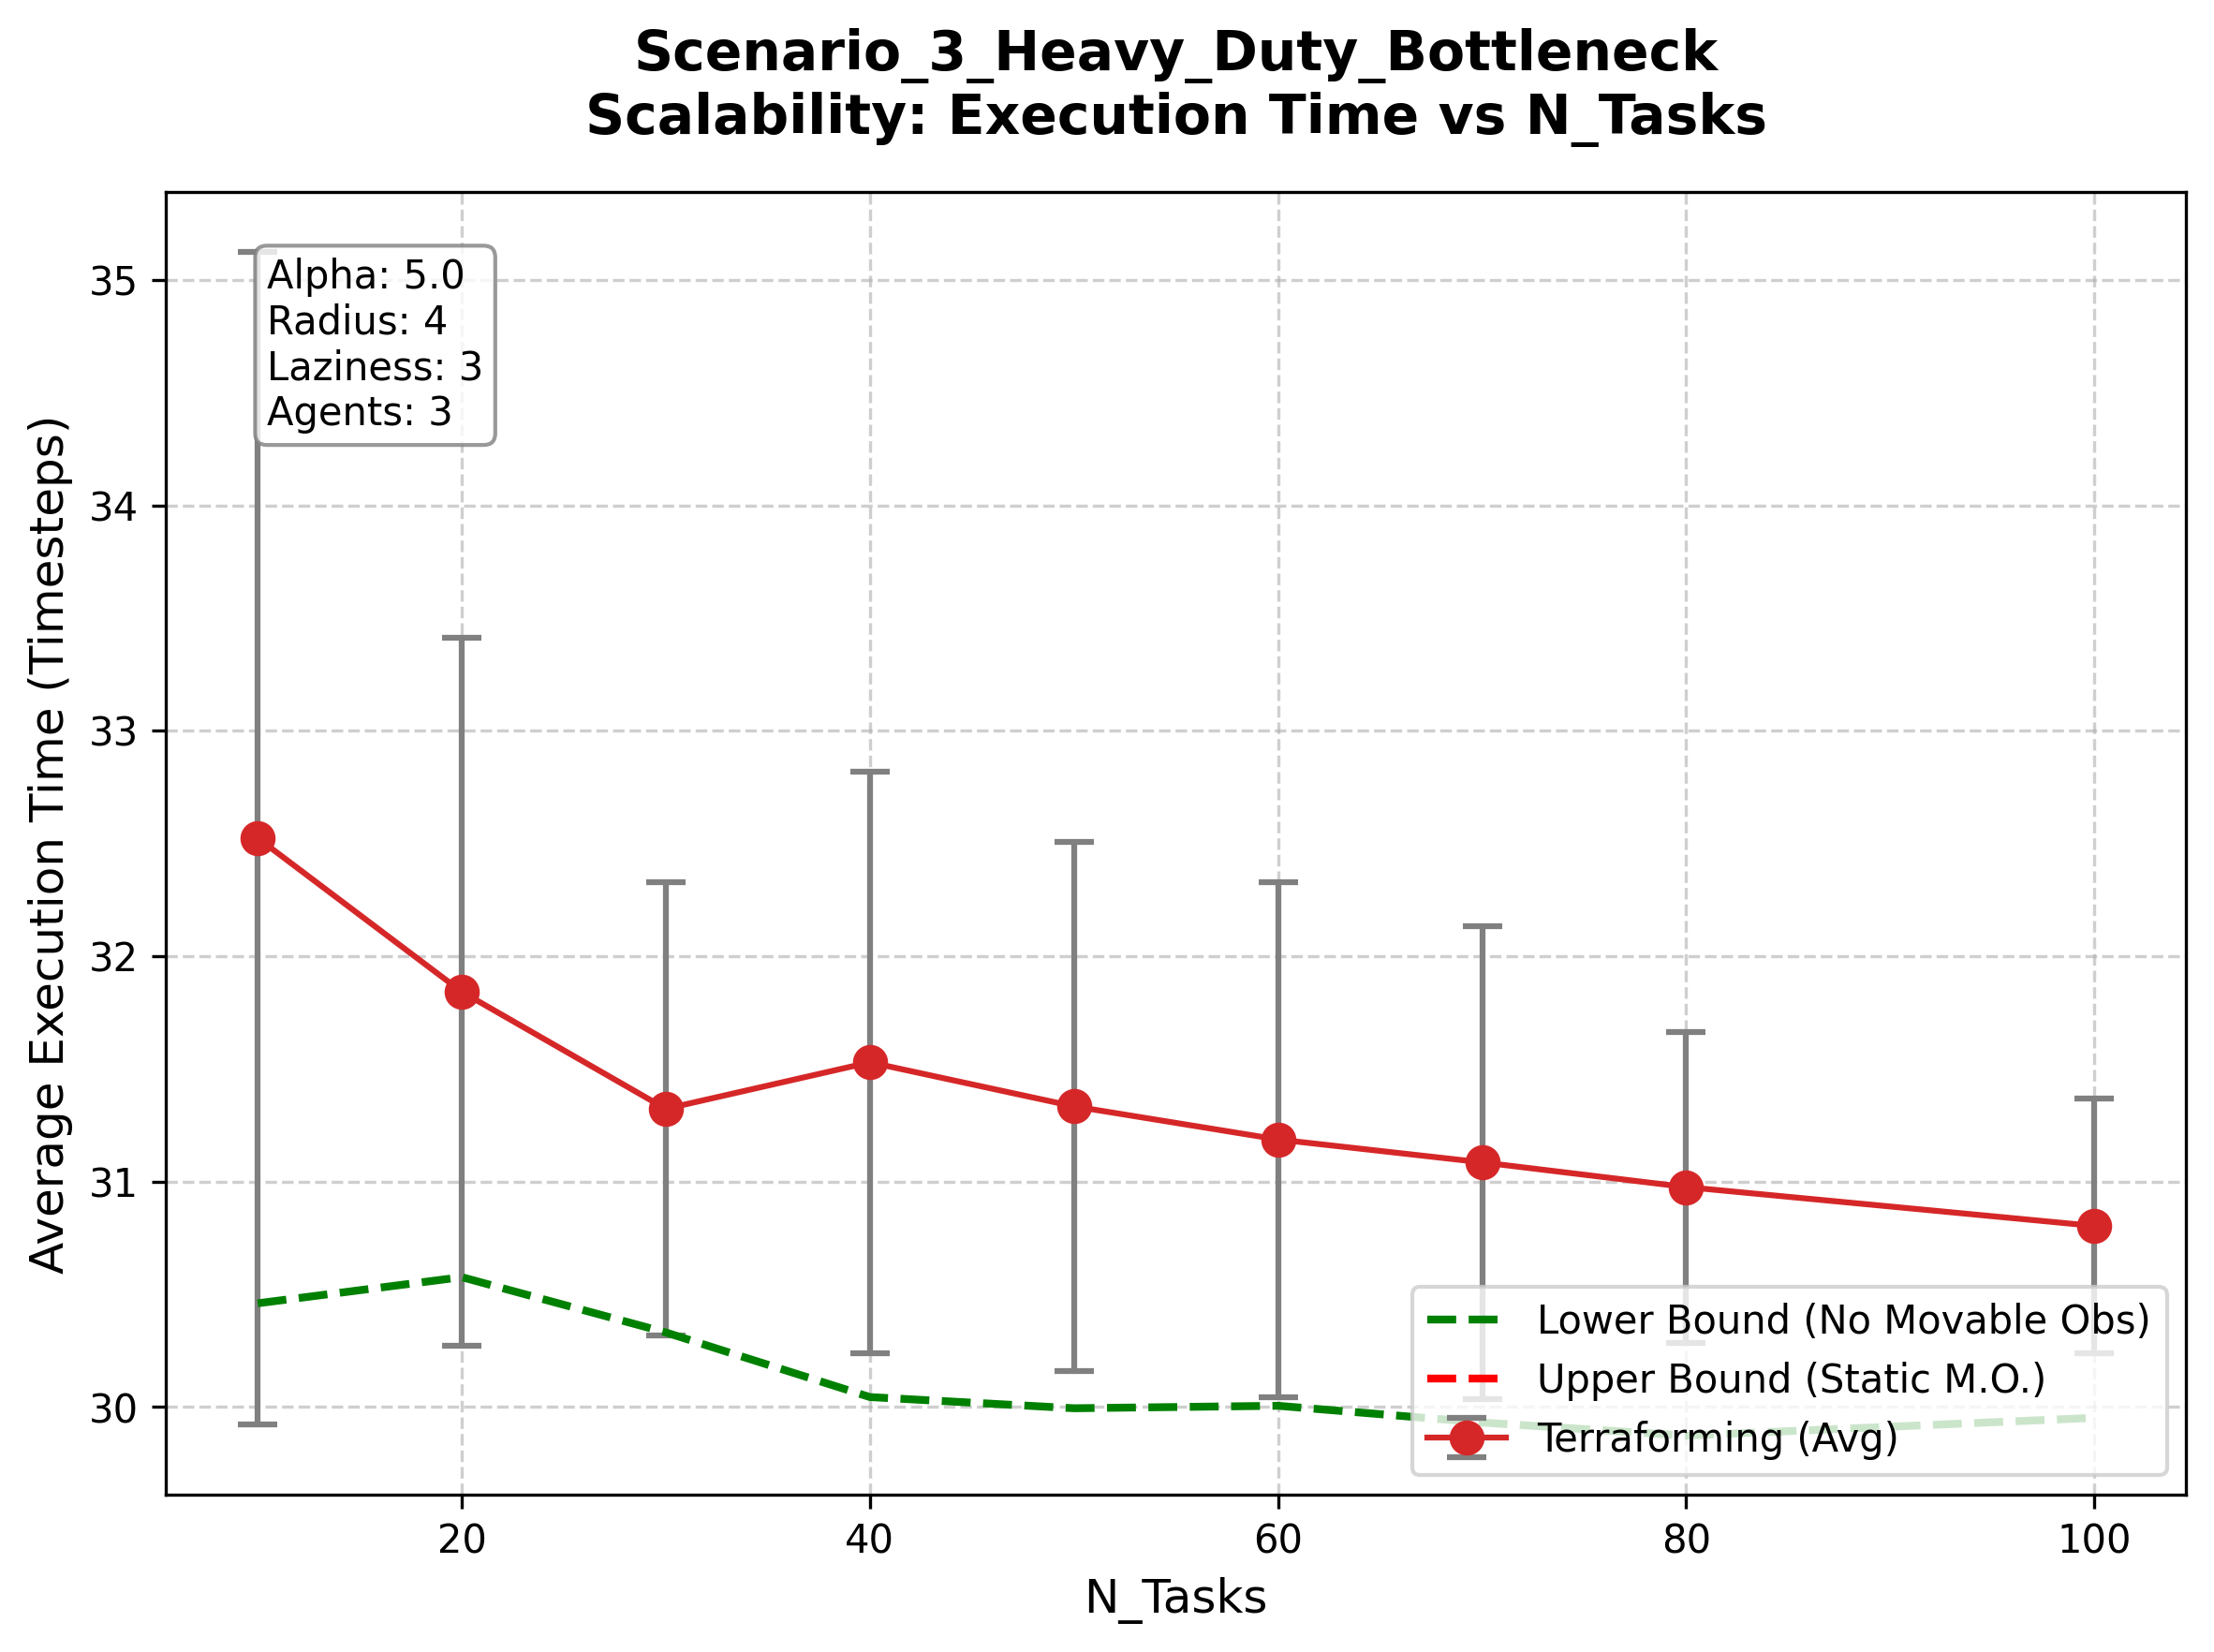 Scenario_3_Heavy_Duty_Bottleneck
Scalability: Execution Time vs N_Tasks
Average Execution Time (Timesteps)
35
34
33
32
31
30
Alpha: 5.0
Radius: 4
Laziness: 3
Agents: 3
Lower Bound (No Movable Obs)
Upper Bound (Static M.O.)
Terraforming (Avg)
20
40
60
80
100
N_Tasks